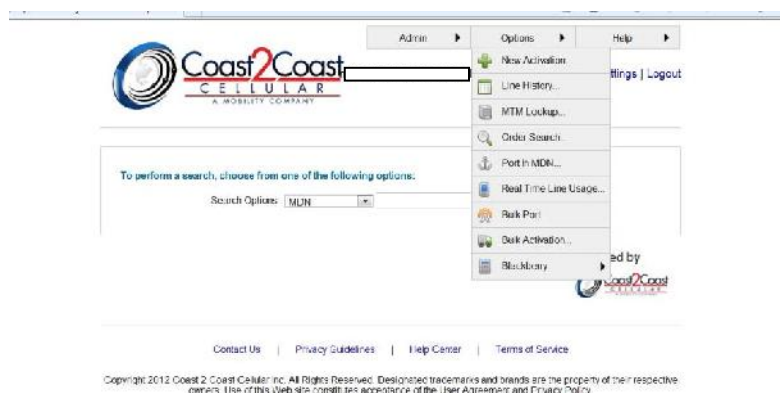 Admin Options Help
Coast2Coast
CELLULAR
A MOBILITY COMPANY
New Activation
ttings | Logout
Line History...
MTM Lookup...
Order Search
Port in MDN...
To perform a search, choose from one of the following options:
Real Time Line Usage...
Search Options MDN
Bulk Port
Bulk Activation...
Blackberry
ed by
Coast2Coast
CELLULAR
Contact Us | Privacy Guidelines | Help Center | Terms of Service
Copyright 2012 Coast 2 Coast Cellular Inc. All Rights Reserved. Designated trademarks and brands are the property of their respective
owners. Use of this Web site constitutes acceptance of the User Agreement and Privacy Policy